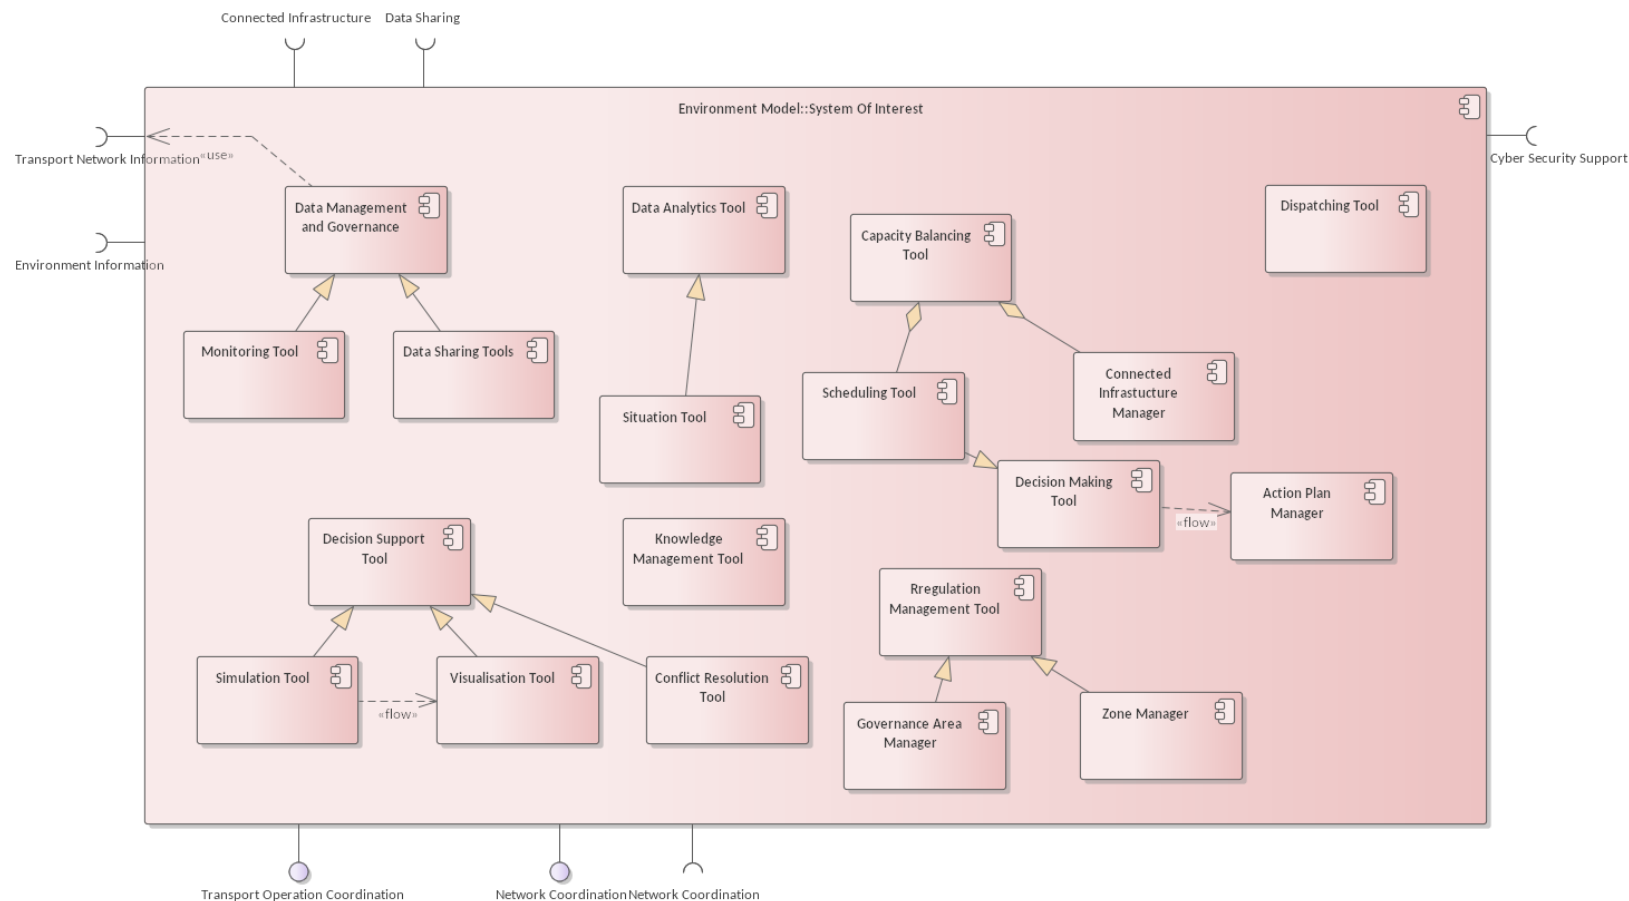 Connected Infrastructure
Data Sharing
Environment Model::System Of Interest
Transport Network Information
«use»
Cyber Security Support
Environment Information
Data Management
and Governance
Data Analytics Tool
Capacity Balancing
Tool
Dispatching Tool
Monitoring Tool
Data Sharing Tools
Situation Tool
Scheduling Tool
Connected
Infrastucture
Manager
Decision Making
Tool
«flow»
Action Plan
Manager
Decision Support
Tool
Knowledge
Management Tool
Rregulation
Management Tool
Simulation Tool
«flow»
Visualisation Tool
Conflict Resolution
Tool
Governance Area
Manager
Zone Manager
Transport Operation Coordination
Network Coordination
Network Coordination